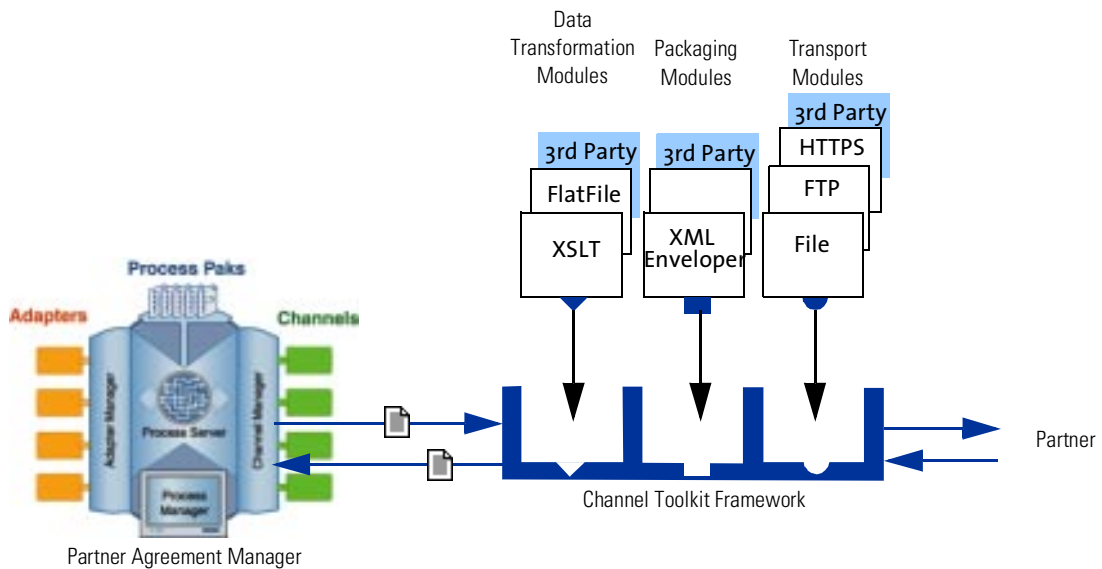 Data
Transformation
Modules
Packaging
Modules
Transport
Modules
3rd Party
FlatFile
XSLT
3rd Party
XML
Enveloper
3rd Party
HTTPS
FTP
File
Process Paks
Adapters
Channels
Adapter Manager
Process Server
Channel Manager
Process
Manager
Partner
Channel Toolkit Framework
Partner Agreement Manager